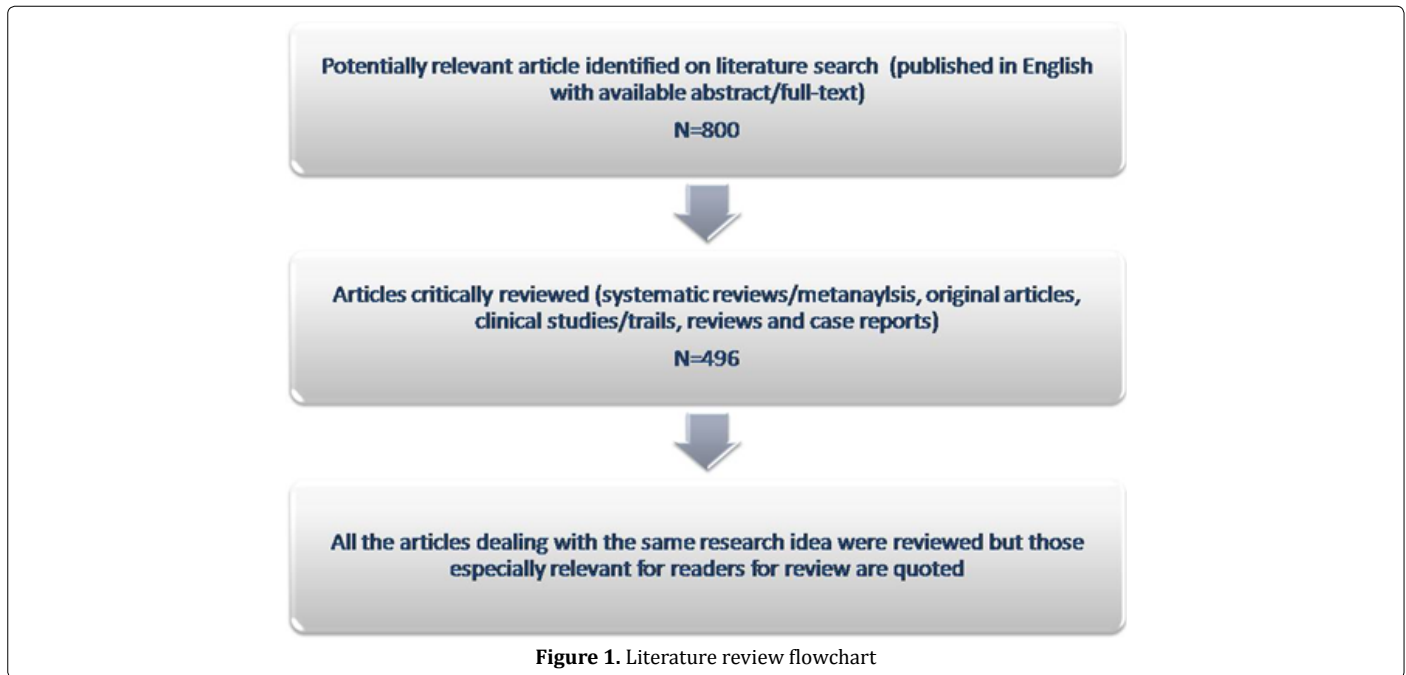 Potentially relevant article identified on literature search (published in English
with available abstract/full-text)
N=800
Articles critically reviewed (systematic reviews/metanaylsis, original articles,
clinical studies/trails, reviews and case reports)
N=496
All the articles dealing with the same research idea were reviewed but those
especially relevant for readers for review are quoted
Figure 1. Literature review flowchart